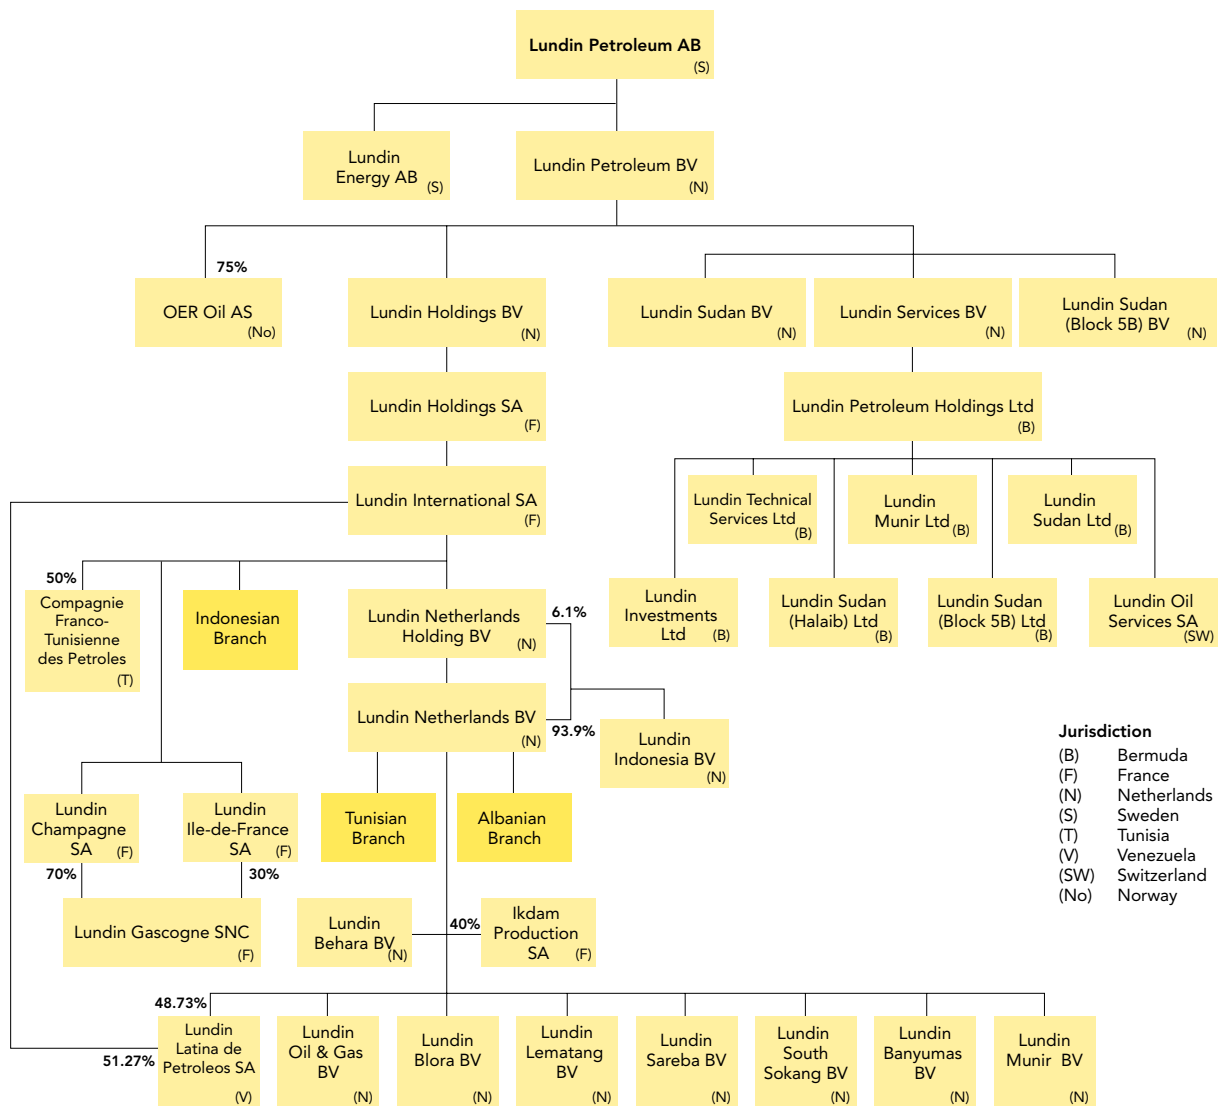 Lundin Petroleum AB
(S)
Lundin
Energy AB
(S)
Lundin Petroleum BV
(N)
75%
OER Oil AS
(No)
Lundin Holdings BV
(N)
Lundin Sudan BV
(N)
Lundin Services BV
(N)
Lundin Sudan
(Block 5B) BV
(N)
Lundin Holdings SA
(F)
Lundin Petroleum Holdings Ltd
(B)
Lundin International SA
(F)
Lundin Technical
Services Ltd
(B)
Lundin
Munir Ltd
(B)
Lundin
Sudan Ltd
(B)
50%
Compagnie
Franco-
Tunisienne
des Petroles
(T)
Indonesian
Branch
Lundin Netherlands
Holding BV
(N)
6.1%
Lundin
Investments
Ltd
(B)
Lundin Sudan
(Halaib) Ltd
(B)
Lundin Sudan
(Block 5B) Ltd
(B)
Lundin Oil
Services SA
(SW)
Lundin Netherlands BV
(N)
93.9%
Lundin
Indonesia BV
(N)
Jurisdiction
(B) Bermuda
(F) France
(N) Netherlands
(S) Sweden
(T) Tunisia
(V) Venezuela
(SW) Switzerland
(No) Norway
Lundin
Champagne
SA
(F)
Lundin
Ile-de-France
SA
(F)
Tunisian
Branch
Albanian
Branch
70%
30%
Lundin Gascogne SNC
(F)
Lundin
Behara BV
(N)
40%
Ikdam
Production
SA
(F)
48.73%
51.27%
Lundin
Latina de
Petroleos SA
(V)
Lundin
Oil & Gas
BV
(N)
Lundin
Blora BV
(N)
Lundin
Lematang
BV
(N)
Lundin
Sareba BV
(N)
Lundin
South
Sokang BV
(N)
Lundin
Banyumas
BV
(N)
Lundin
Munir BV
(N)